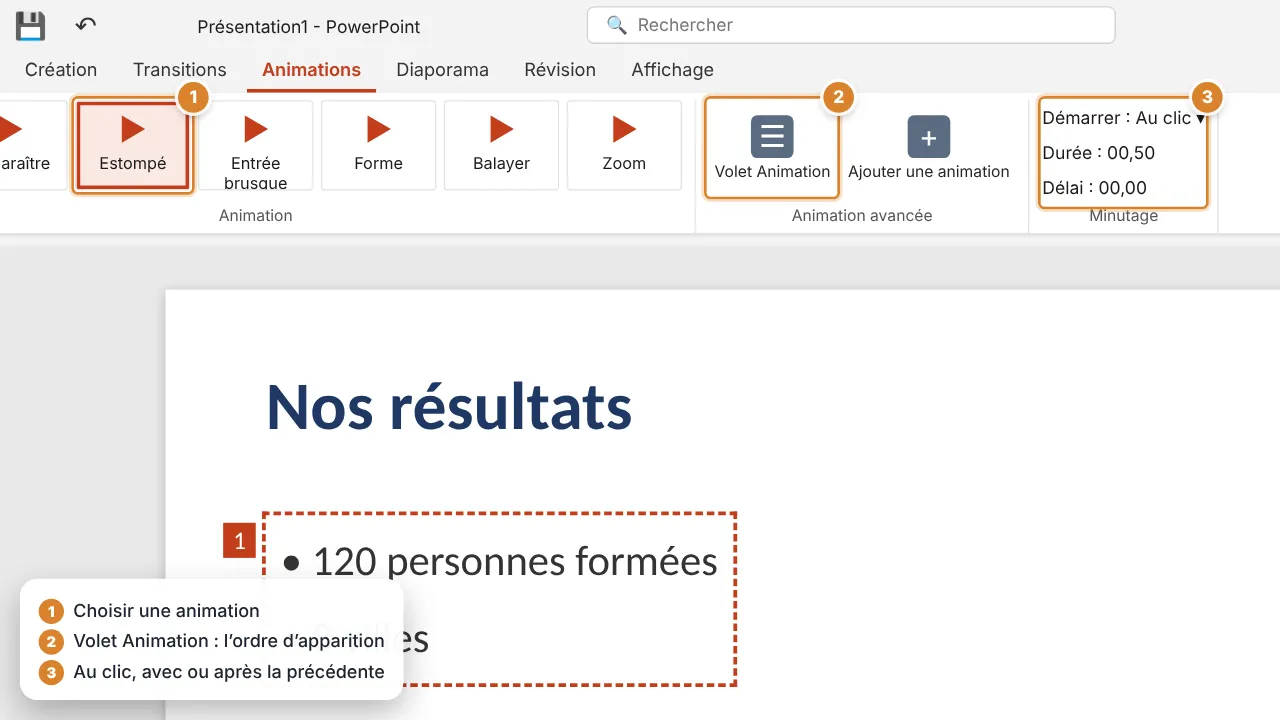 Présentation1 - PowerPoint
Rechercher
Création Transitions Animations Diaporama Révision Affichage
1
2
3
araître
Estompé
Entrée
brusque
Forme
Balayer
Zoom
Volet Animation
Ajouter une animation
Démarrer : Au clic
Durée : 00,50
Délai : 00,00
Animation
Animation avancée
Minutage
Nos résultats
1
• 120 personnes formées
1 Choisir une animation
2 Volet Animation : l’ordre d’apparition
3 Au clic, avec ou après la précédente